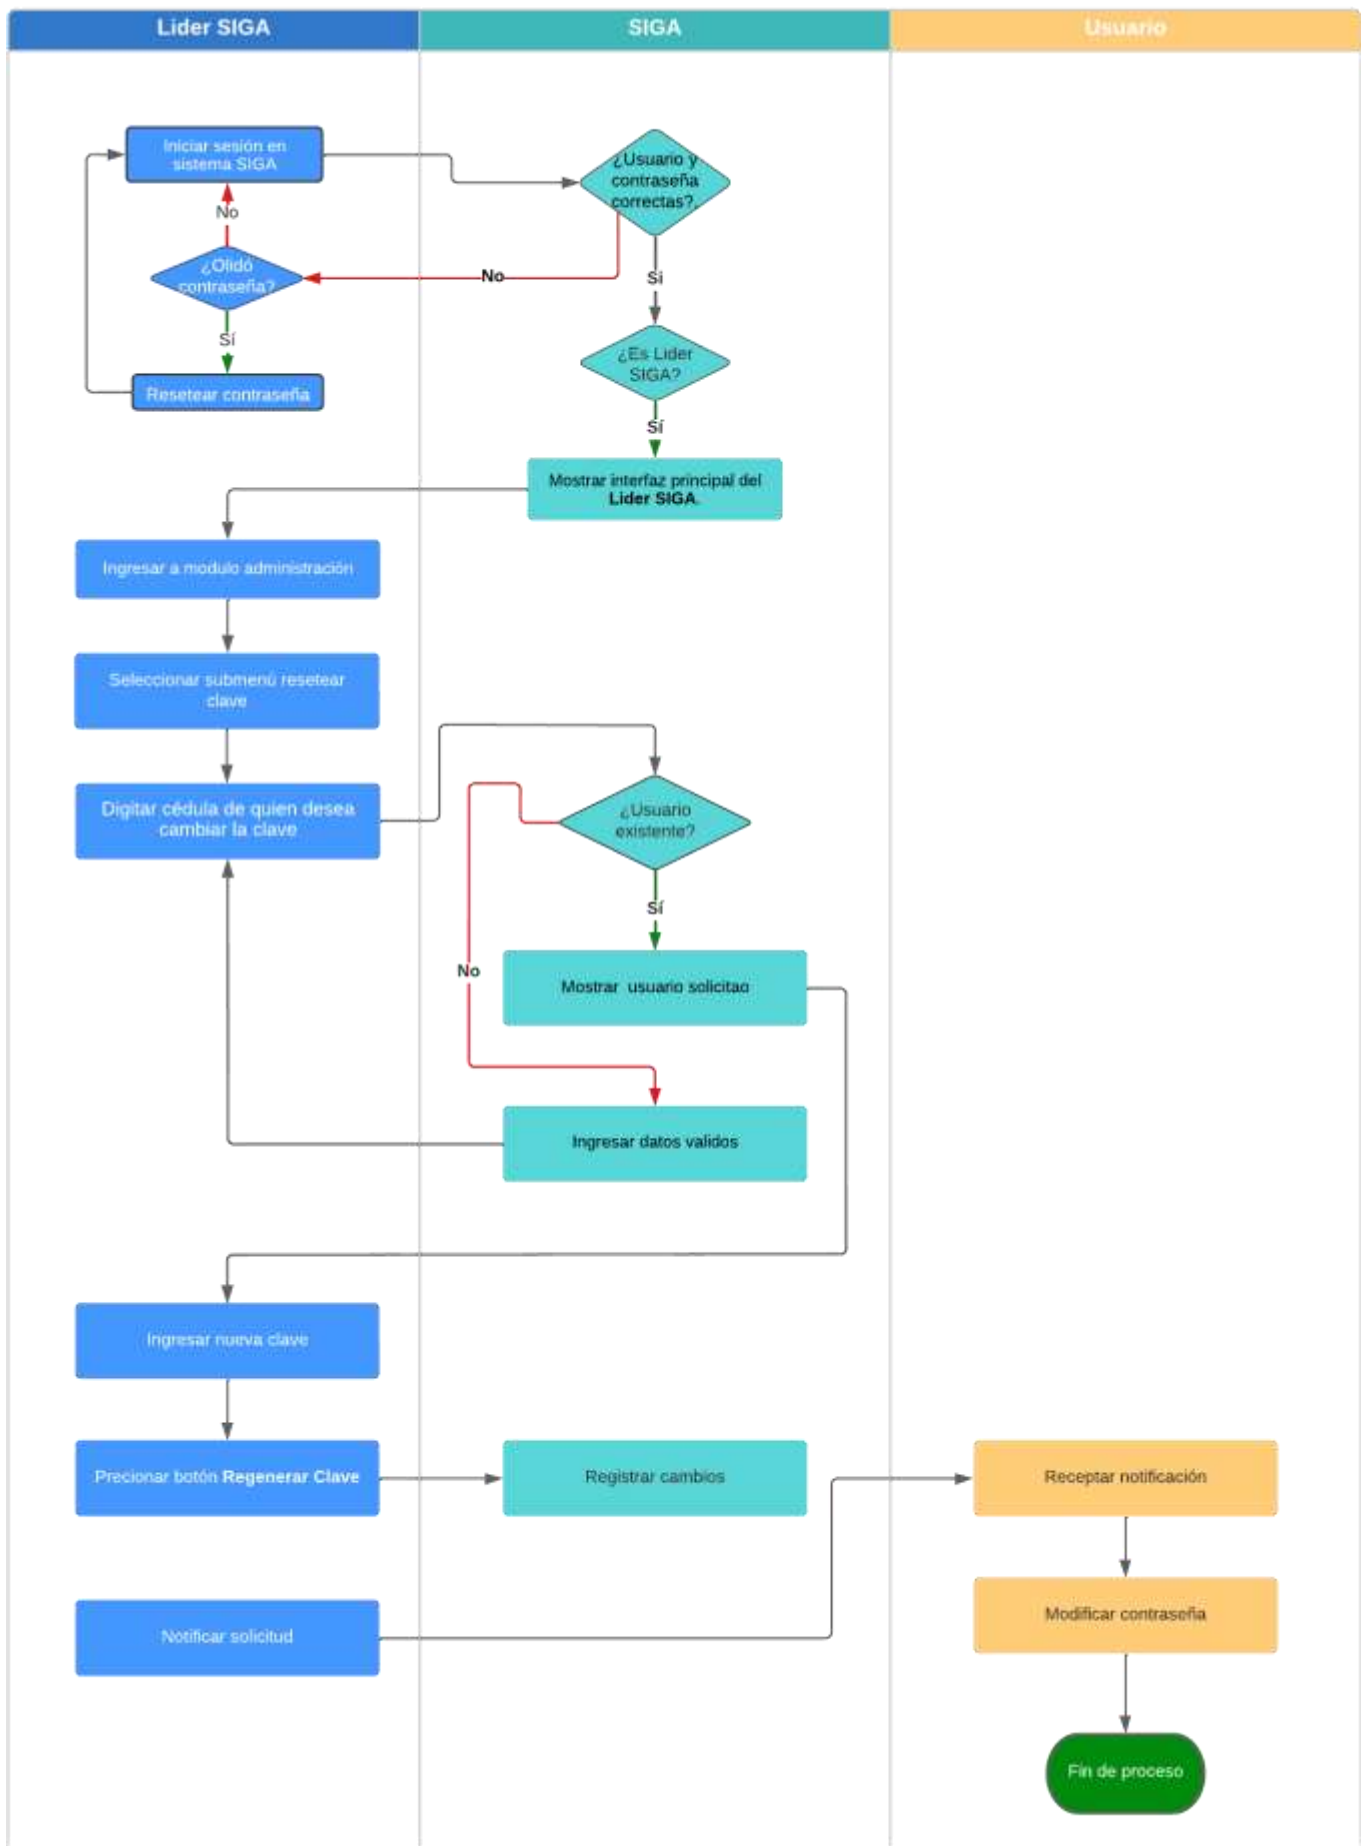 Lider SIGA
SIGA
Usuario
Iniciar sesión en
sistema SIGA
¿Usuario y
contraseña
correctas?.
No
¿Olidó
contraseña?
No
Si
Sí
¿Es Lider
SIGA?
Resetear contraseña
Sí
Mostrar interfaz principal del
Lider SIGA.
Ingresar a modulo administración
Seleccionar submenú resetear
clave
Digitar cédula de quien desea
cambiar la clave
¿Usuario
existente?
Sí
No
Mostrar usuario solicitao
Ingresar datos validos
Ingresar nueva clave
Precionar botón Regenerar Clave
Registrar cambios
Receptar notificación
Modificar contraseña
Notificar solicitud
Fin de proceso